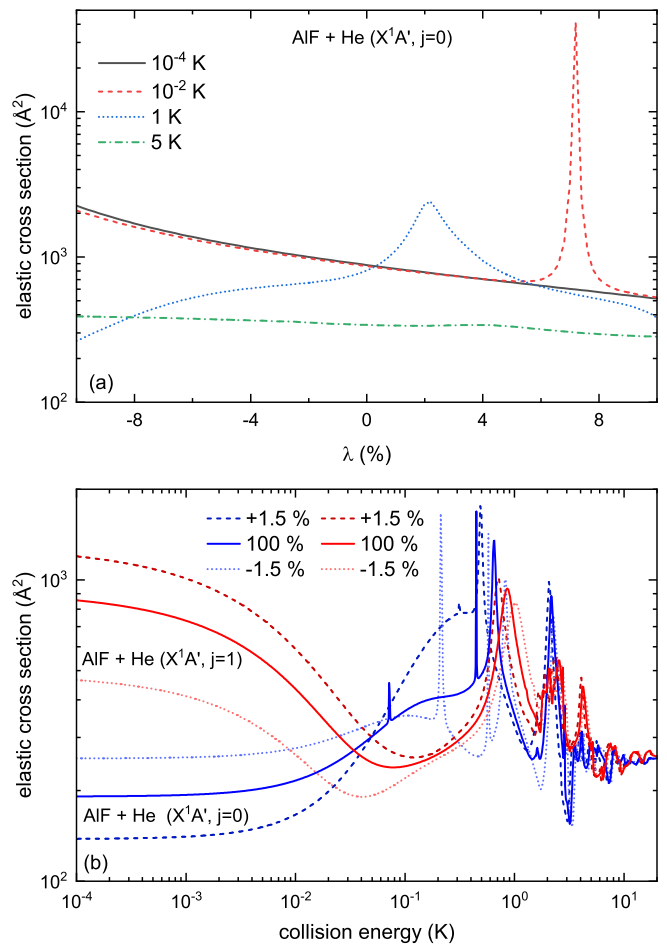 AlF + He (X¹A', j=0)
10⁻⁴ K
10⁻² K
1 K
5 K
elastic cross section (Å²)
10⁴
10³
10²
(a)
-8 -4 0 4 8
λ (%)
+1.5 % +1.5 %
100 % 100 %
-1.5 % -1.5 %
elastic cross section (Å²)
10³
AlF + He (X¹A', j=1)
AlF + He (X¹A', j=0)
(b)
10²
10⁻⁴ 10⁻³ 10⁻² 10⁻¹ 10⁰ 10¹
collision energy (K)